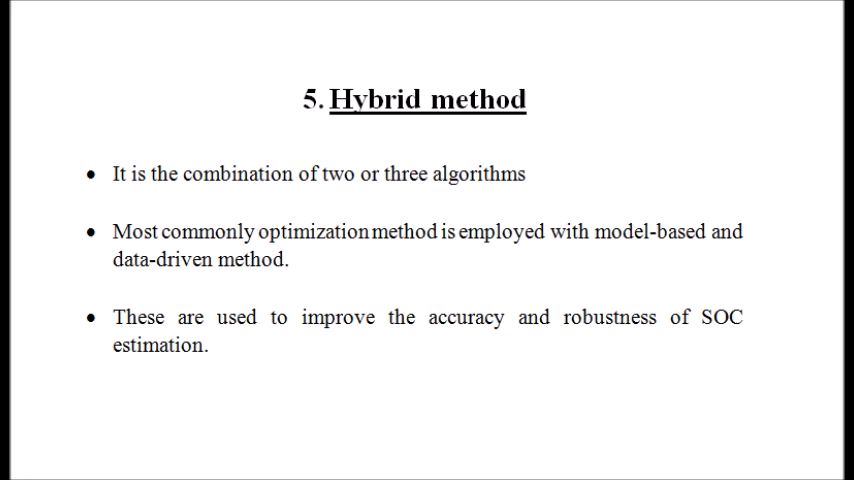 5. Hybrid method
• It is the combination of two or three algorithms
• Most commonly optimization method is employed with model-based and
data-driven method.
• These are used to improve the accuracy and robustness of SOC
estimation.